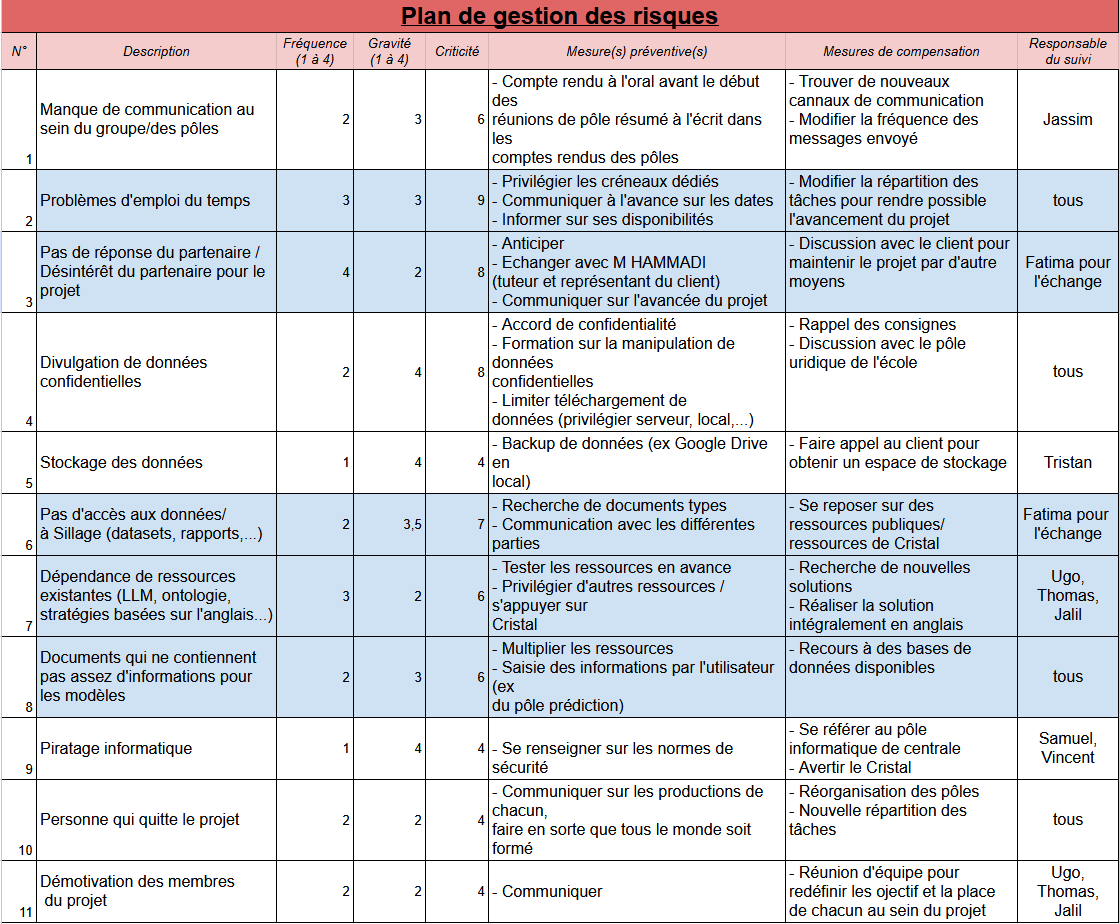 Plan de gestion des risques
N°
Description
Fréquence
(1 à 4)
Gravité
(1 à 4)
Criticité
Mesure(s) préventive(s)
Mesures de compensation
Responsable
du suivi
1
Manque de communication au
sein du groupe/des pôles
2
3
6
- Compte rendu à l'oral avant le début
des
réunions de pôle résumé à l'écrit dans
les
comptes rendus des pôles
- Trouver de nouveaux
cannaux de communication
- Modifier la fréquence des
messages envoyé
Jassim
2
Problèmes d'emploi du temps
3
3
9
- Privilégier les créneaux dédiés
- Communiquer à l'avance sur les dates
- Informer sur ses disponibilités
- Modifier la répartition des
tâches pour rendre possible
l'avancement du projet
tous
3
Pas de réponse du partenaire /
Désintérêt du partenaire pour le
projet
4
2
8
- Anticiper
- Echanger avec M HAMMADI
(tuteur et représentant du client)
- Communiquer sur l'avancée du projet
- Discussion avec le client pour
maintenir le projet par d'autre
moyens
Fatima pour
l'échange
4
Divulgation de données
confidentielles
2
4
8
- Accord de confidentialité
- Formation sur la manipulation de
données
confidentielles
- Limiter téléchargement de
données (privilégier serveur, local,...)
- Rappel des consignes
- Discussion avec le pôle
uridique de l'école
tous
5
Stockage des données
1
4
4
- Backup de données (ex Google Drive
en
local)
- Faire appel au client pour
obtenir un espace de stockage
Tristan
6
Pas d'accès aux données/
à Sillage (datasets, rapports,...)
2
3,5
7
- Recherche de documents types
- Communication avec les différentes
parties
- Se reposer sur des
ressources publiques/
ressources de Cristal
Fatima pour
l'échange
7
Dépendance de ressources
existantes (LLM, ontologie,
stratégies basées sur l'anglais...)
3
2
6
- Tester les ressources en avance
- Privilégier d'autres ressources /
s'appuyer sur
Cristal
- Recherche de nouvelles
solutions
- Réaliser la solution
intégralement en anglais
Ugo,
Thomas,
Jalil
8
Documents qui ne contiennent
pas assez d'informations pour
les modèles
2
3
6
- Multiplier les ressources
- Saisie des informations par l'utilisateur
(ex
du pôle prédiction)
- Recours à des bases de
données disponibles
tous
9
Piratage informatique
1
4
4
- Se renseigner sur les normes de
sécurité
- Se référer au pôle
informatique de centrale
- Avertir le Cristal
Samuel,
Vincent
10
Personne qui quitte le projet
2
2
4
- Communiquer sur les productions de
chacun,
faire en sorte que tous le monde soit
formé
- Réorganisation des pôles
- Nouvelle répartition des
tâches
tous
11
Démotivation des membres
du projet
2
2
4
- Communiquer
- Réunion d'équipe pour
redéfinir les ojectif et la place
de chacun au sein du projet
Ugo,
Thomas,
Jalil